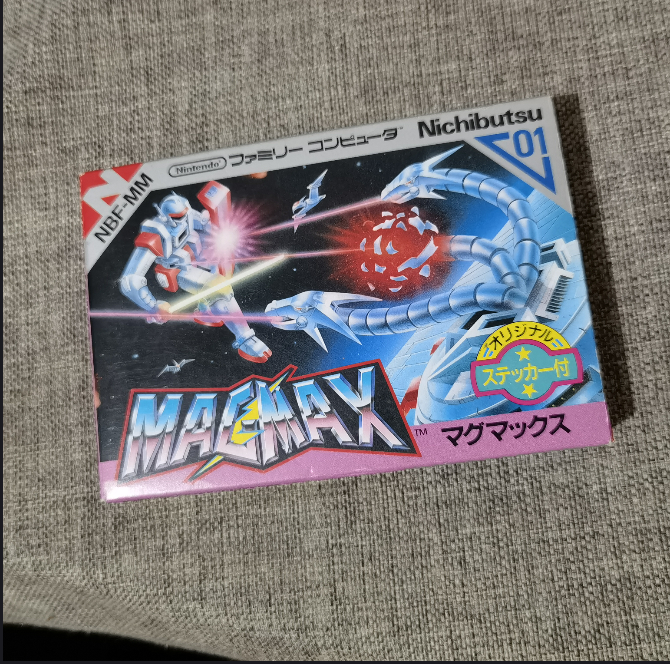 N
NBF-MM
Nintendo
ファミリー コンピュータ
Nichibutsu
01
オリジナル
ステッカー付
MAGMAX
TM
マグマックス